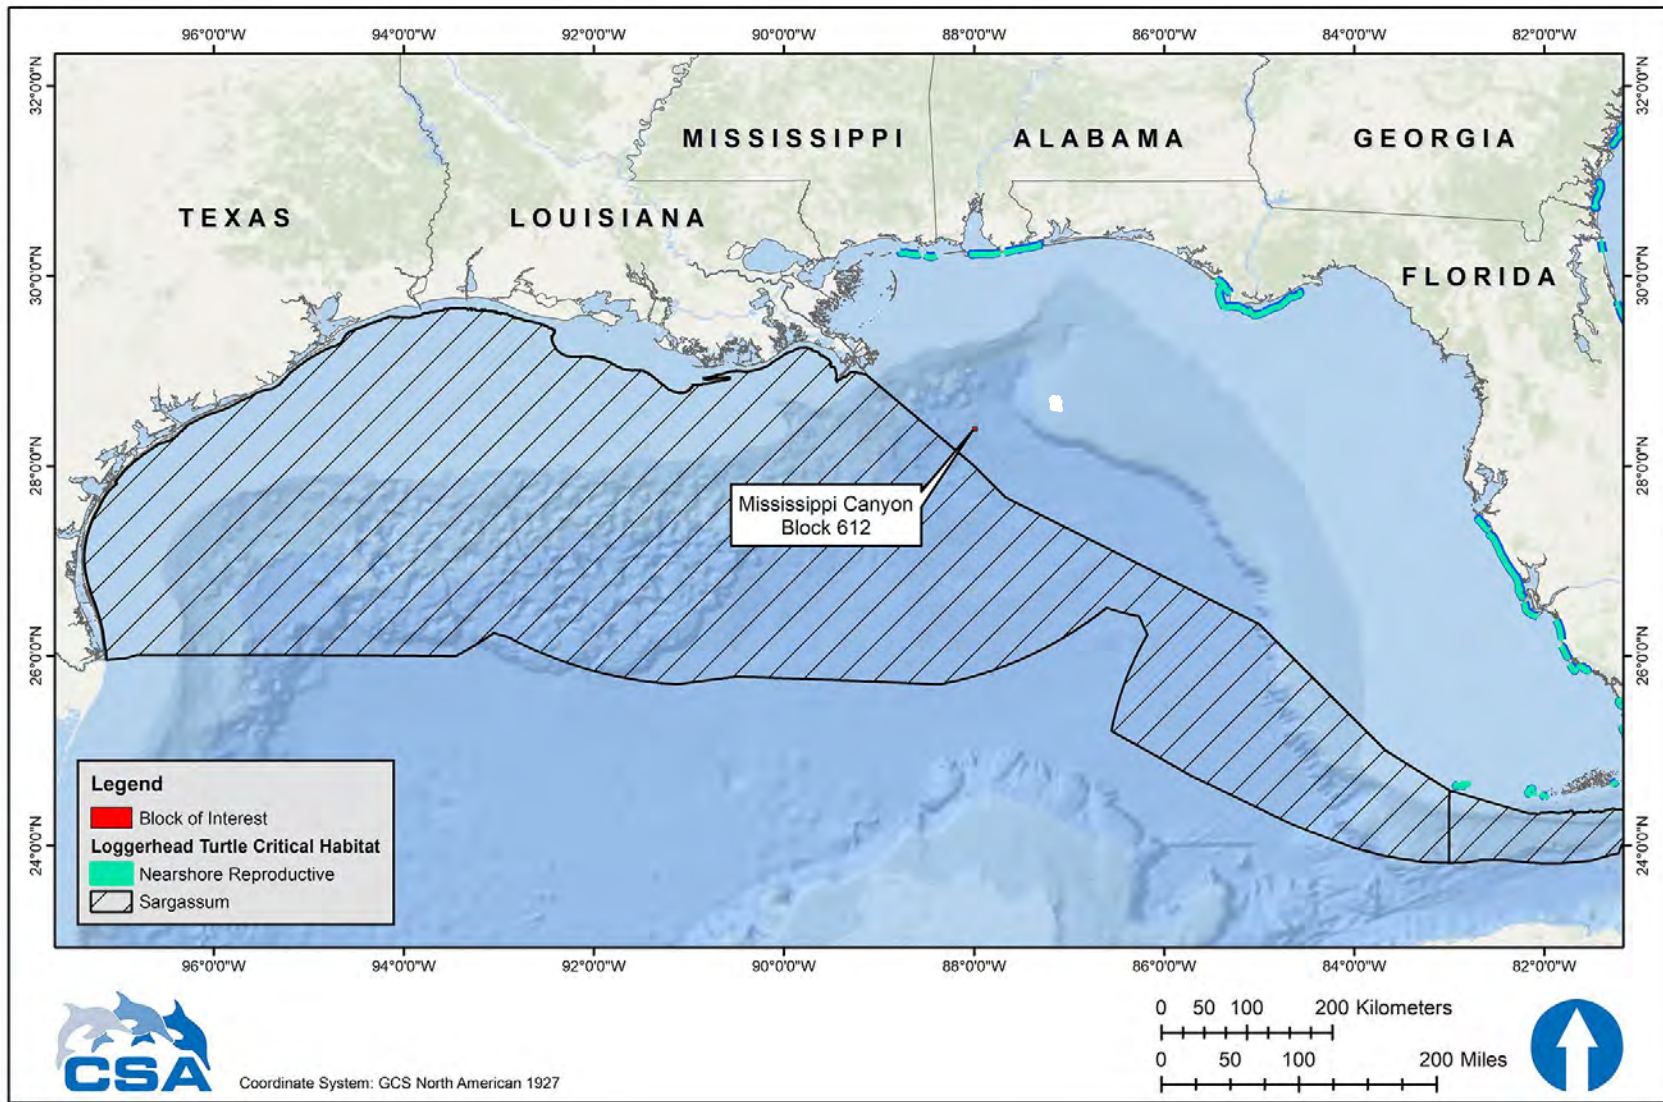 96°0'0"W 94°0'0"W 92°0'0"W 90°0'0"W 88°0'0"W 86°0'0"W 84°0'0"W 82°0'0"W
32°0'0"N 32°0'0"N
MISSISSIPPI ALABAMA GEORGIA
TEXAS LOUISIANA
30°0'0"N FLORIDA 30°0'0"N
28°0'0"N 28°0'0"N
Mississippi Canyon
Block 612
26°0'0"N 26°0'0"N
24°0'0"N 24°0'0"N
Legend
Block of Interest
Loggerhead Turtle Critical Habitat
Nearshore Reproductive
Sargassum
96°0'0"W 94°0'0"W 92°0'0"W 90°0'0"W 88°0'0"W 86°0'0"W 84°0'0"W 82°0'0"W
CSA
Coordinate System: GCS North American 1927
0 50 100 200 Kilometers
0 50 100 200 Miles